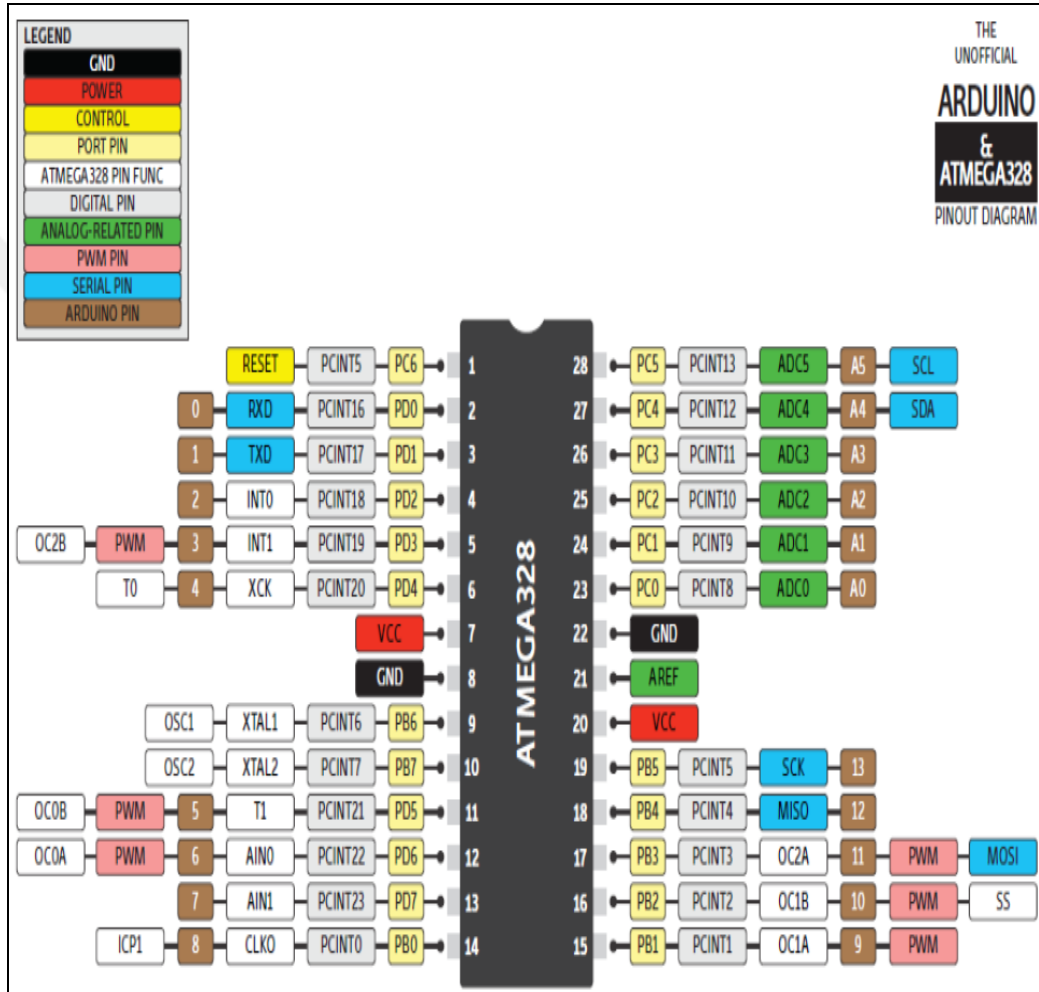 LEGEND
GND
POWER
CONTROL
PORT PIN
ATMEGA328 PIN FUNC
DIGITAL PIN
ANALOG-RELATED PIN
PWM PIN
SERIAL PIN
ARDUINO PIN
THE
UNOFFICIAL
ARDUINO
&
ATMEGA328
PINOUT DIAGRAM
RESET PCINT5 PC6 1 28 PC5 PCINT13 ADC5 A5 SCL
0 RXD PCINT16 PD0 2 27 PC4 PCINT12 ADC4 A4 SDA
1 TXD PCINT17 PD1 3 26 PC3 PCINT11 ADC3 A3
2 INT0 PCINT18 PD2 4 25 PC2 PCINT10 ADC2 A2
OC2B PWM 3 INT1 PCINT19 PD3 5 24 PC1 PCINT9 ADC1 A1
T0 4 XCK PCINT20 PD4 6 23 PC0 PCINT8 ADC0 A0
VCC 7 22 GND
GND 8 21 AREF
OSC1 XTAL1 PCINT6 PB6 9 20 VCC
OSC2 XTAL2 PCINT7 PB7 10 19 PB5 PCINT5 SCK 13
OC0B PWM 5 T1 PCINT21 PD5 11 18 PB4 PCINT4 MISO 12
OC0A PWM 6 AIN0 PCINT22 PD6 12 17 PB3 PCINT3 OC2A 11 PWM MOSI
7 AIN1 PCINT23 PD7 13 16 PB2 PCINT2 OC1B 10 PWM SS
ICP1 8 CLKO PCINT0 PB0 14 15 PB1 PCINT1 OC1A 9 PWM
ATMEGA328